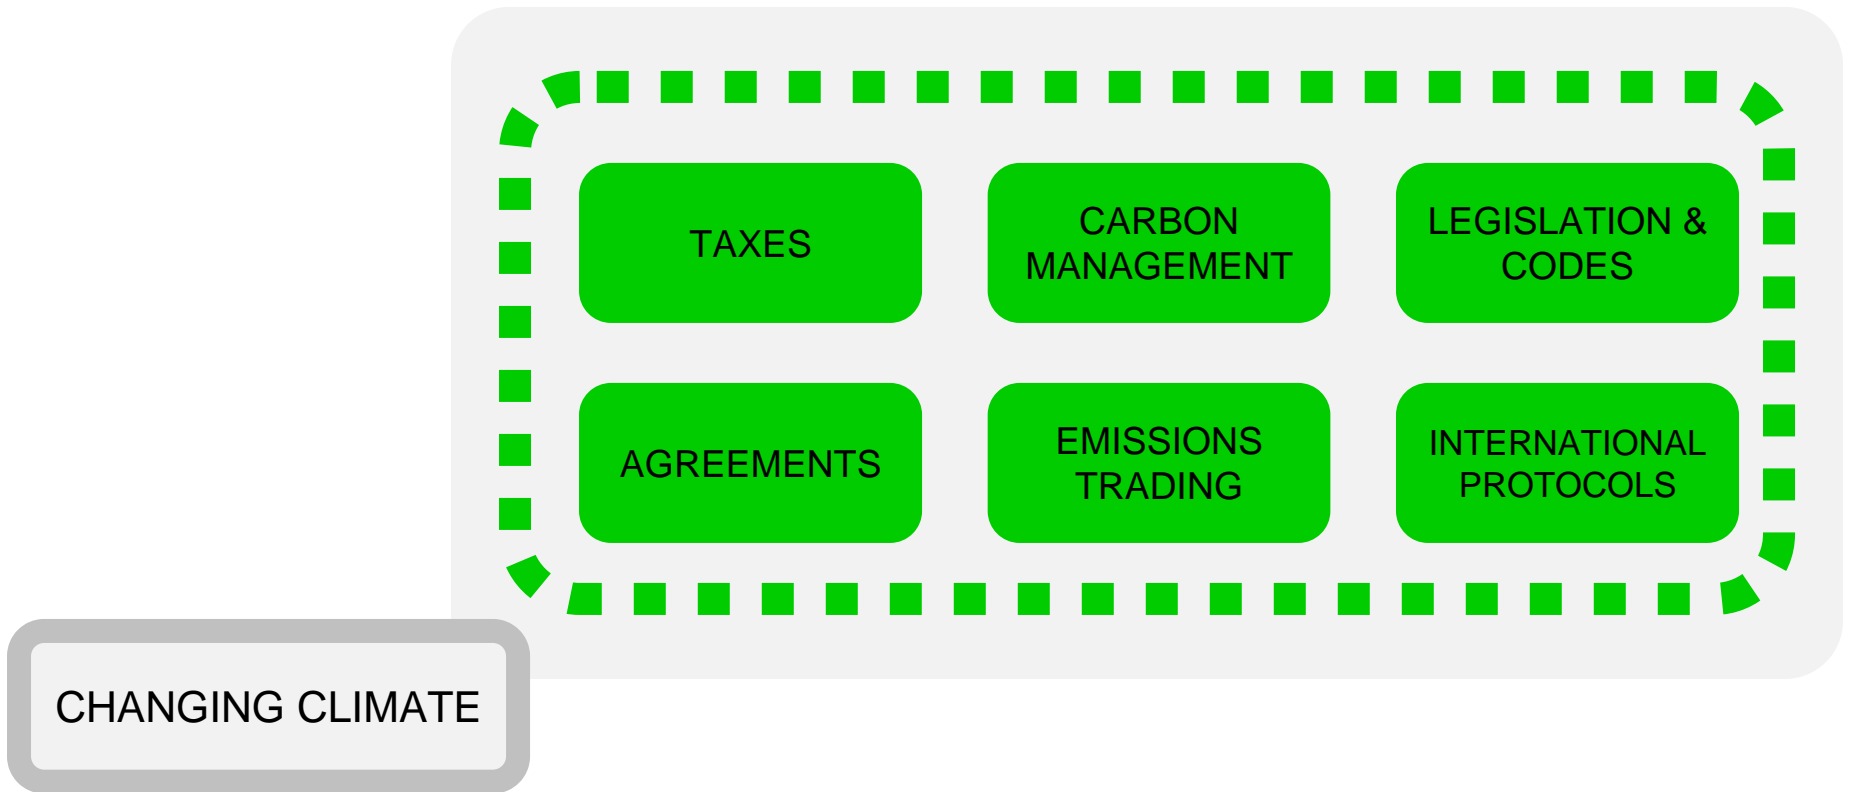 TAXES
CARBON
MANAGEMENT
LEGISLATION &
CODES
AGREEMENTS
EMISSIONS
TRADING
INTERNATIONAL
PROTOCOLS
CHANGING CLIMATE